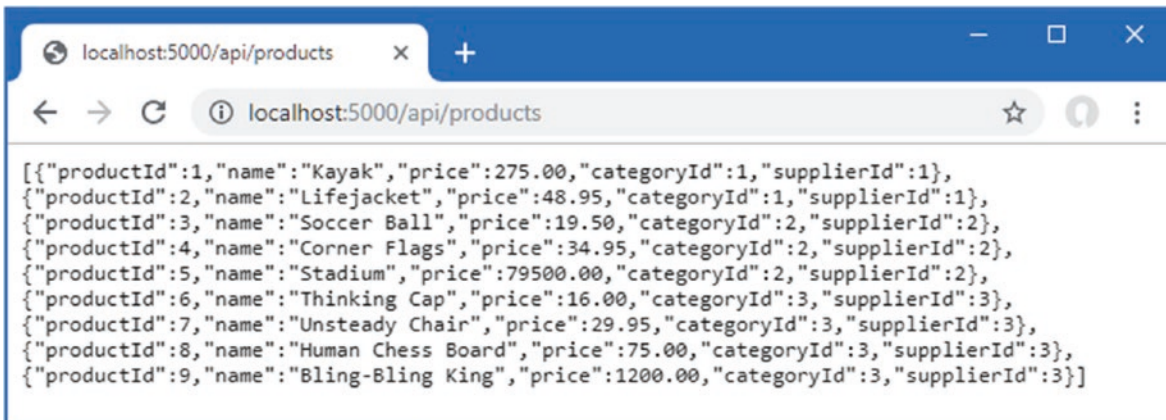 localhost:5000/api/products
localhost:5000/api/products
[{"productId":1,"name":"Kayak","price":275.00,"categoryId":1,"supplierId":1},
{"productId":2,"name":"Lifejacket","price":48.95,"categoryId":1,"supplierId":1},
{"productId":3,"name":"Soccer Ball","price":19.50,"categoryId":2,"supplierId":2},
{"productId":4,"name":"Corner Flags","price":34.95,"categoryId":2,"supplierId":2},
{"productId":5,"name":"Stadium","price":79500.00,"categoryId":2,"supplierId":2},
{"productId":6,"name":"Thinking Cap","price":16.00,"categoryId":3,"supplierId":3},
{"productId":7,"name":"Unsteady Chair","price":29.95,"categoryId":3,"supplierId":3},
{"productId":8,"name":"Human Chess Board","price":75.00,"categoryId":3,"supplierId":3},
{"productId":9,"name":"Bling-Bling King","price":1200.00,"categoryId":3,"supplierId":3}]